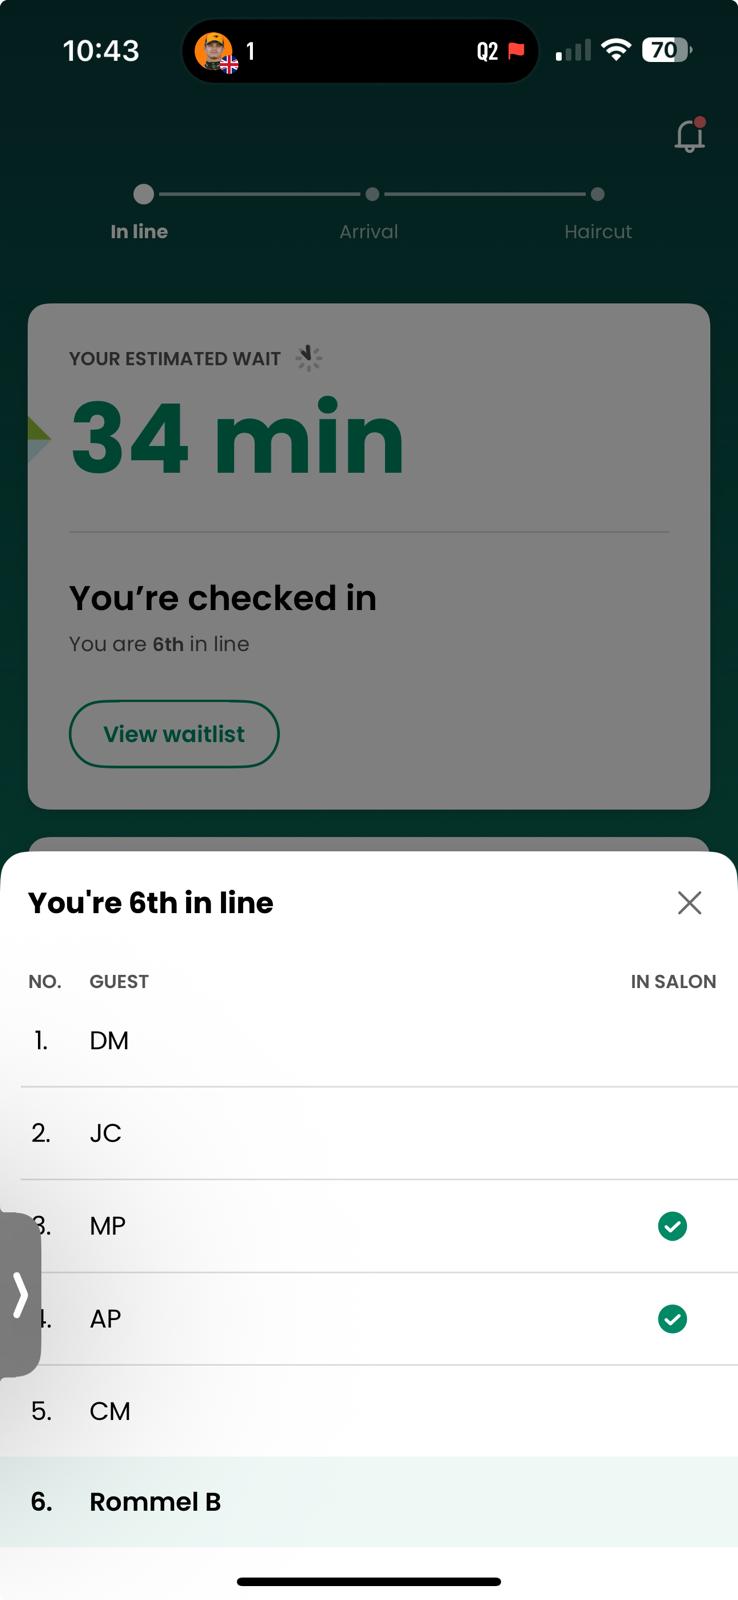 10:43 1 Q2 70
In line Arrival Haircut
YOUR ESTIMATED WAIT
34 min
You’re checked in
You are 6th in line
View waitlist
You're 6th in line
NO. GUEST IN SALON
1. DM
2. JC
3. MP
4. AP
5. CM
6. Rommel B